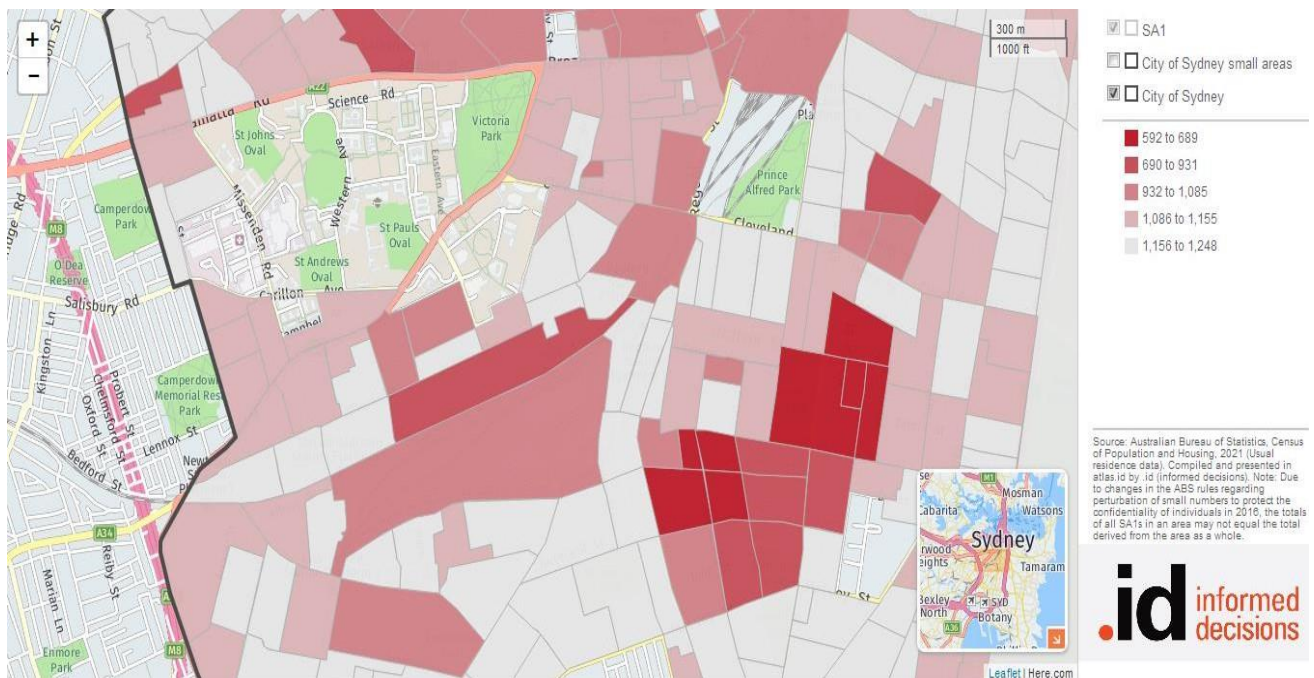 +
−
300 m
1000 ft
Science Rd
A22
St Johns
Oval
Western Ave
Victoria
Park
Eastern Ave
Missenden Rd
St Pauls
Oval
St Andrews
Oval
Carillon Ave
Prince
Alfred Park
Cleveland
Camperdown
Park
M8
O'Dea
Reserve
Salisbury Rd
Kingston Ln
Camperdown
Memorial Res
Park
Probert St
Chelmsford St
Oxford St
Lennox St
Bedford St
A34
Reiby St
Marian Ln
M8
Enmore
Park
SA1
City of Sydney small areas
City of Sydney
592 to 689
690 to 931
932 to 1,085
1,086 to 1,155
1,156 to 1,248
Source: Australian Bureau of Statistics, Census
of Population and Housing, 2021 (Usual
residence data). Compiled and presented in
atlas.id by .id (informed decisions). Note: Due
to changes in the ABS rules regarding
perturbation of small numbers to protect the
confidentiality of individuals in 2016, the totals
of all SA1s in an area may not equal the total
derived from the area as a whole.
M1
Mosman
Watsons
Sydney
Tamaram
Bexley
North
SYD
Botany
A36
Leaflet | Here.com
.id informed
decisions